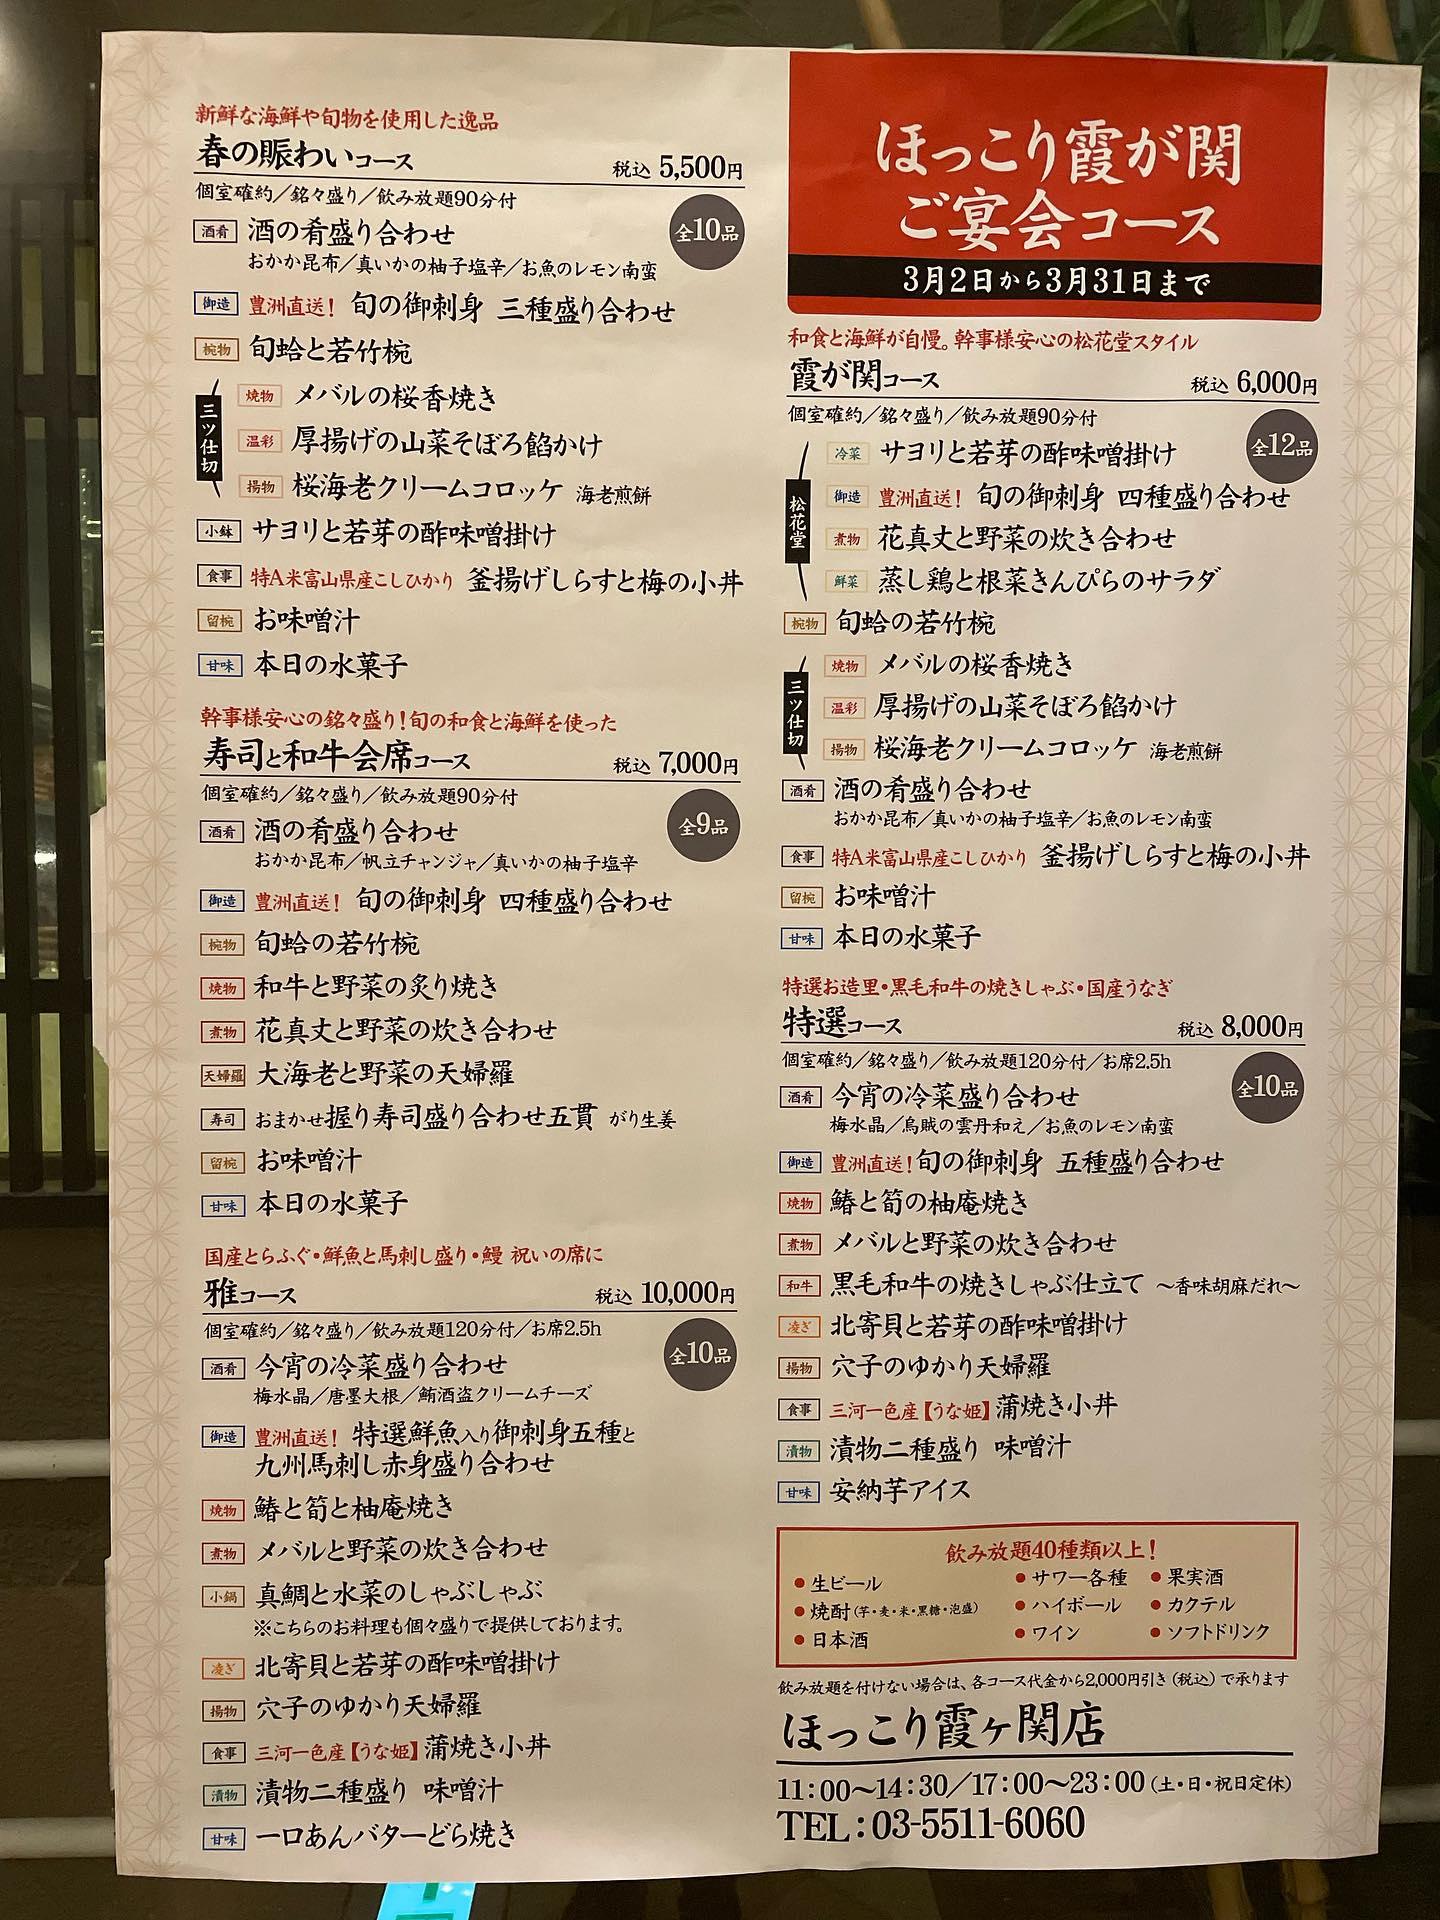 ほっこり霞が関
ご宴会コース
3月2日から3月31日まで
新鮮な海鮮や旬物を使用した逸品
春の賑わいコース 税込 5,500円
個室確約／銘々盛り／飲み放題90分付
全10品
酒肴 酒の肴盛り合わせ
おかか昆布／真いかの柚子塩辛／お魚のレモン南蛮
御造 豊洲直送！ 旬の御刺身 三種盛り合わせ
椀物 旬蛤と若竹椀
三ツ仕切
焼物 メバルの桜香焼き
温彩 厚揚げの山菜そぼろ餡かけ
揚物 桜海老クリームコロッケ 海老煎餅
小鉢 サヨリと若芽の酢味噌掛け
食事 特A米富山県産こしひかり 釜揚げしらすと梅の小丼
留椀 お味噌汁
甘味 本日の水菓子
幹事様安心の銘々盛り！旬の和食と海鮮を使った
寿司と和牛会席コース 税込 7,000円
個室確約／銘々盛り／飲み放題90分付
全9品
酒肴 酒の肴盛り合わせ
おかか昆布／帆立チャンジャ／真いかの柚子塩辛
御造 豊洲直送！ 旬の御刺身 四種盛り合わせ
椀物 旬蛤の若竹椀
焼物 和牛と野菜の炙り焼き
煮物 花真丈と野菜の炊き合わせ
天婦羅 大海老と野菜の天婦羅
寿司 おまかせ握り寿司盛り合わせ五貫 がり生姜
留椀 お味噌汁
甘味 本日の水菓子
国産とらふぐ・鮮魚と馬刺し盛り・鰻 祝いの席に
雅コース 税込 10,000円
個室確約／銘々盛り／飲み放題120分付／お席2.5h
全10品
酒肴 今宵の冷菜盛り合わせ
梅水晶／唐墨大根／鮪酒盗クリームチーズ
御造 豊洲直送！ 特選鮮魚入り御刺身五種と
九州馬刺し赤身盛り合わせ
焼物 鰆と筍と柚庵焼き
煮物 メバルと野菜の炊き合わせ
小鍋 真鯛と水菜のしゃぶしゃぶ
※こちらのお料理も個々盛りで提供しております。
凌ぎ 北寄貝と若芽の酢味噌掛け
揚物 穴子のゆかり天婦羅
食事 三河一色産【うな姫】蒲焼き小丼
漬物 漬物二種盛り 味噌汁
甘味 一口あんバターどら焼き
和食と海鮮が自慢。幹事様安心の松花堂スタイル
霞が関コース 税込 6,000円
個室確約／銘々盛り／飲み放題90分付
全12品
松花堂
冷菜 サヨリと若芽の酢味噌掛け
御造 豊洲直送！ 旬の御刺身 四種盛り合わせ
煮物 花真丈と野菜の炊き合わせ
鮮菜 蒸し鶏と根菜きんぴらのサラダ
椀物 旬蛤の若竹椀
三ツ仕切
焼物 メバルの桜香焼き
温彩 厚揚げの山菜そぼろ餡かけ
揚物 桜海老クリームコロッケ 海老煎餅
酒肴 酒の肴盛り合わせ
おかか昆布／真いかの柚子塩辛／お魚のレモン南蛮
食事 特A米富山県産こしひかり 釜揚げしらすと梅の小丼
留椀 お味噌汁
甘味 本日の水菓子
特選お造里・黒毛和牛の焼きしゃぶ・国産うなぎ
特選コース 税込 8,000円
個室確約／銘々盛り／飲み放題120分付／お席2.5h
全10品
酒肴 今宵の冷菜盛り合わせ
梅水晶／烏賊の雲丹和え／お魚のレモン南蛮
御造 豊洲直送！旬の御刺身 五種盛り合わせ
焼物 鰆と筍の柚庵焼き
煮物 メバルと野菜の炊き合わせ
和牛 黒毛和牛の焼きしゃぶ仕立て 〜香味胡麻だれ〜
凌ぎ 北寄貝と若芽の酢味噌掛け
揚物 穴子のゆかり天婦羅
食事 三河一色産【うな姫】蒲焼き小丼
漬物 漬物二種盛り 味噌汁
甘味 安納芋アイス
飲み放題40種類以上！
●生ビール ●サワー各種 ●果実酒
●焼酎（芋・麦・米・黒糖・泡盛） ●ハイボール ●カクテル
●日本酒 ●ワイン ●ソフトドリンク
飲み放題を付けない場合は、各コース代金から2,000円引き（税込）で承ります
ほっこり霞ヶ関店
11：00〜14：30／17：00〜23：00（土・日・祝日定休）
TEL：03-5511-6060